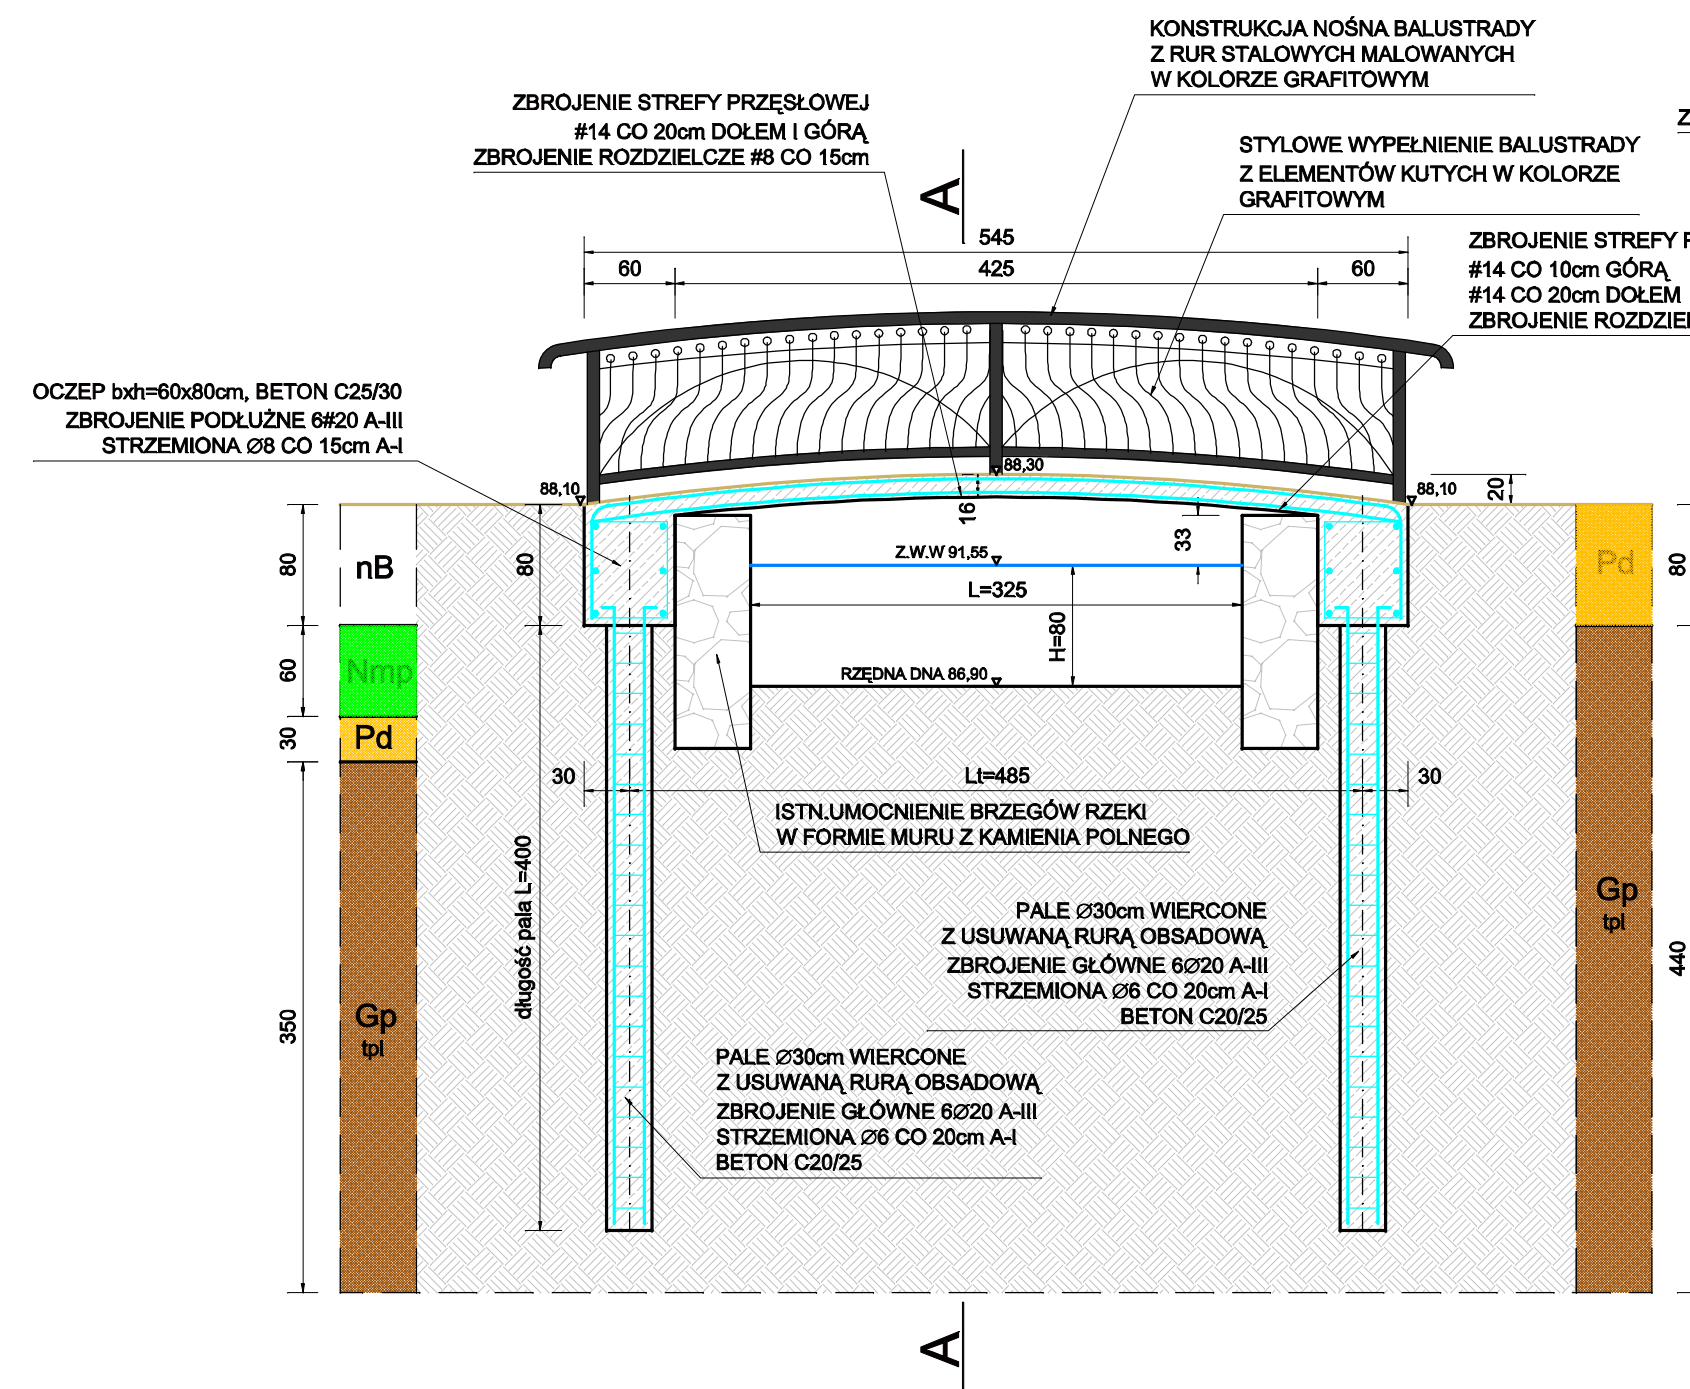 KONSTRUKCJA NOŚNA BALUSTRADY
Z RUR STALOWYCH MALOWANYCH
W KOLORZE GRAFITOWYM
ZBROJENIE STREFY PRZĘSŁOWEJ
#14 CO 20cm DOŁEM I GÓRĄ
ZBROJENIE ROZDZIELCZE #8 CO 15cm
Z
STYLOWE WYPEŁNIENIE BALUSTRADY
Z ELEMENTÓW KUTYCH W KOLORZE
GRAFITOWYM
A
545
60
425
60
ZBROJENIE STREFY P
#14 CO 10cm GÓRĄ
#14 CO 20cm DOŁEM
ZBROJENIE ROZDZIE
OCZEP bxh=60x80cm, BETON C25/30
ZBROJENIE PODŁUŻNE 6#20 A-III
STRZEMIONA Ø8 CO 15cm A-I
88,30
88,10
88,10
20
16
33
80
nB
80
Z.W.W 91,55
L=325
H=80
Pd
80
60
Nmp
RZĘDNA DNA 86,90
30
Pd
30
Lt=485
30
ISTN.UMOCNIENIE BRZEGÓW RZEKI
W FORMIE MURU Z KAMIENIA POLNEGO
długość pala L=400
PALE Ø30cm WIERCONE
Z USUWANĄ RURĄ OBSADOWĄ
ZBROJENIE GŁÓWNE 6Ø20 A-III
STRZEMIONA Ø6 CO 20cm A-I
BETON C20/25
Gp
tpl
440
350
Gp
tpl
PALE Ø30cm WIERCONE
Z USUWANĄ RURĄ OBSADOWĄ
ZBROJENIE GŁÓWNE 6Ø20 A-III
STRZEMIONA Ø6 CO 20cm A-I
BETON C20/25
A